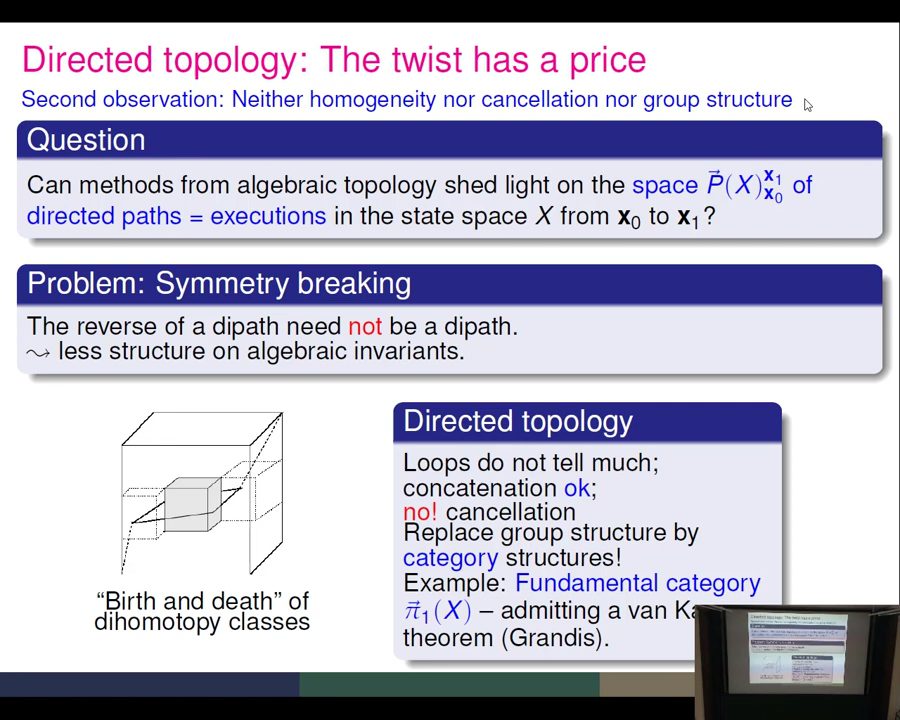 Directed topology: The twist has a price
Second observation: Neither homogeneity nor cancellation nor group structure
Question
Can methods from algebraic topology shed light on the space P⃗(X)_{x₀}^{x₁} of
directed paths = executions in the state space X from x₀ to x₁?
Problem: Symmetry breaking
The reverse of a dipath need not be a dipath.
⇝ less structure on algebraic invariants.
“Birth and death” of
dihomotopy classes
Directed topology
Loops do not tell much;
concatenation ok;
no! cancellation
Replace group structure by
category structures!
Example: Fundamental category
π⃗₁(X) – admitting a van Ka
theorem (Grandis).